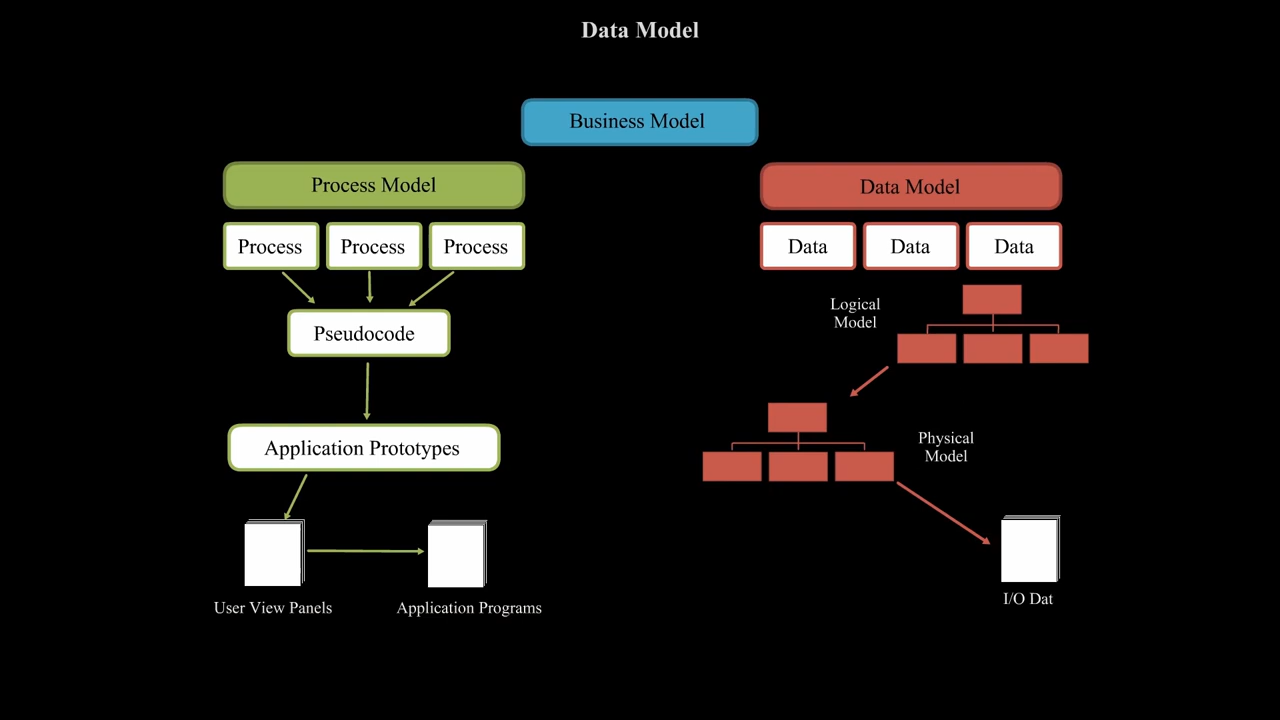 Data Model
Business Model
Process Model
Data Model
Process
Process
Process
Data
Data
Data
Logical
Model
Pseudocode
Physical
Model
Application Prototypes
User View Panels
Application Programs
I/O Dat